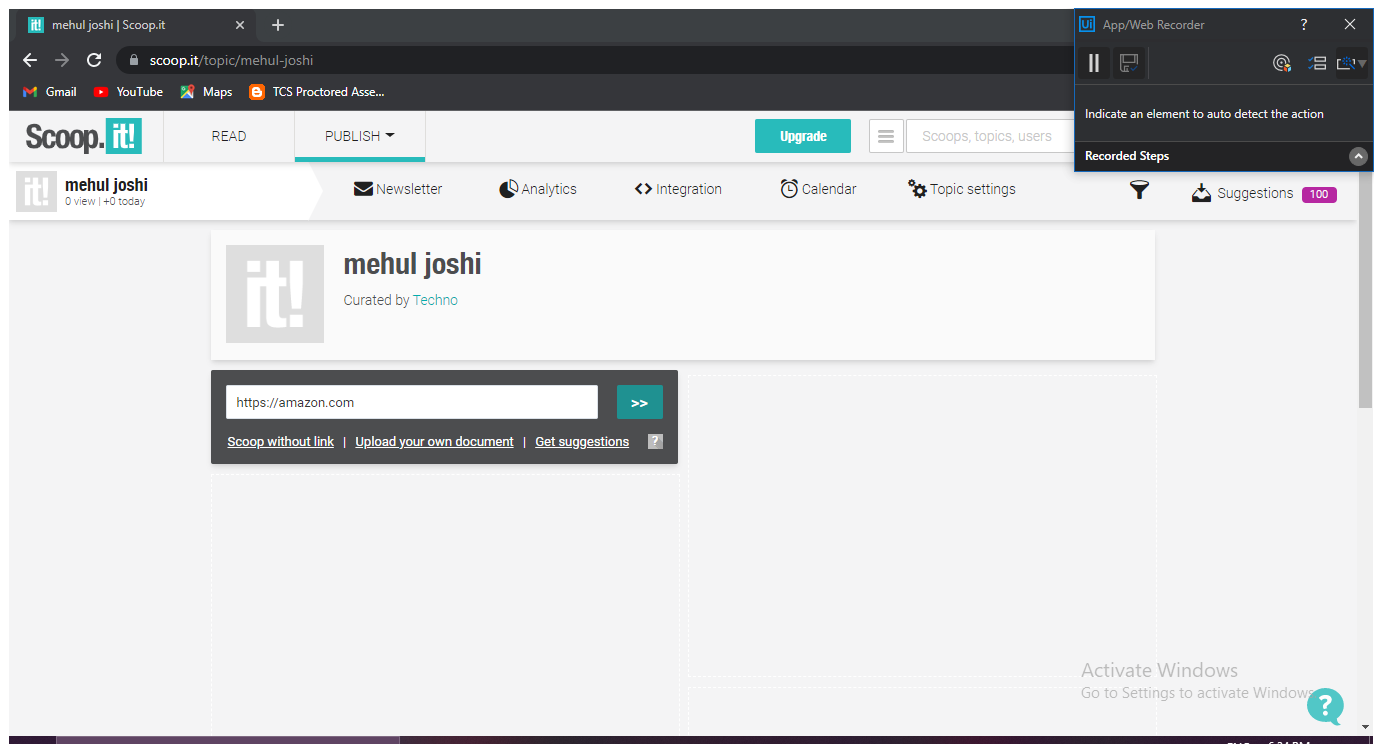 it! mehul joshi | Scoop.it
App/Web Recorder ?
scoop.it/topic/mehul-joshi
Gmail YouTube Maps TCS Proctored Asse...
Indicate an element to auto detect the action
Recorded Steps
Scoop.it! READ PUBLISH Upgrade Scoops, topics, users
it! mehul joshi
0 view | +0 today
Newsletter Analytics Integration Calendar Topic settings Suggestions 100
it!
mehul joshi
Curated by Techno
https://amazon.com >>
Scoop without link | Upload your own document | Get suggestions ?
Activate Windows
Go to Settings to activate Windows
?